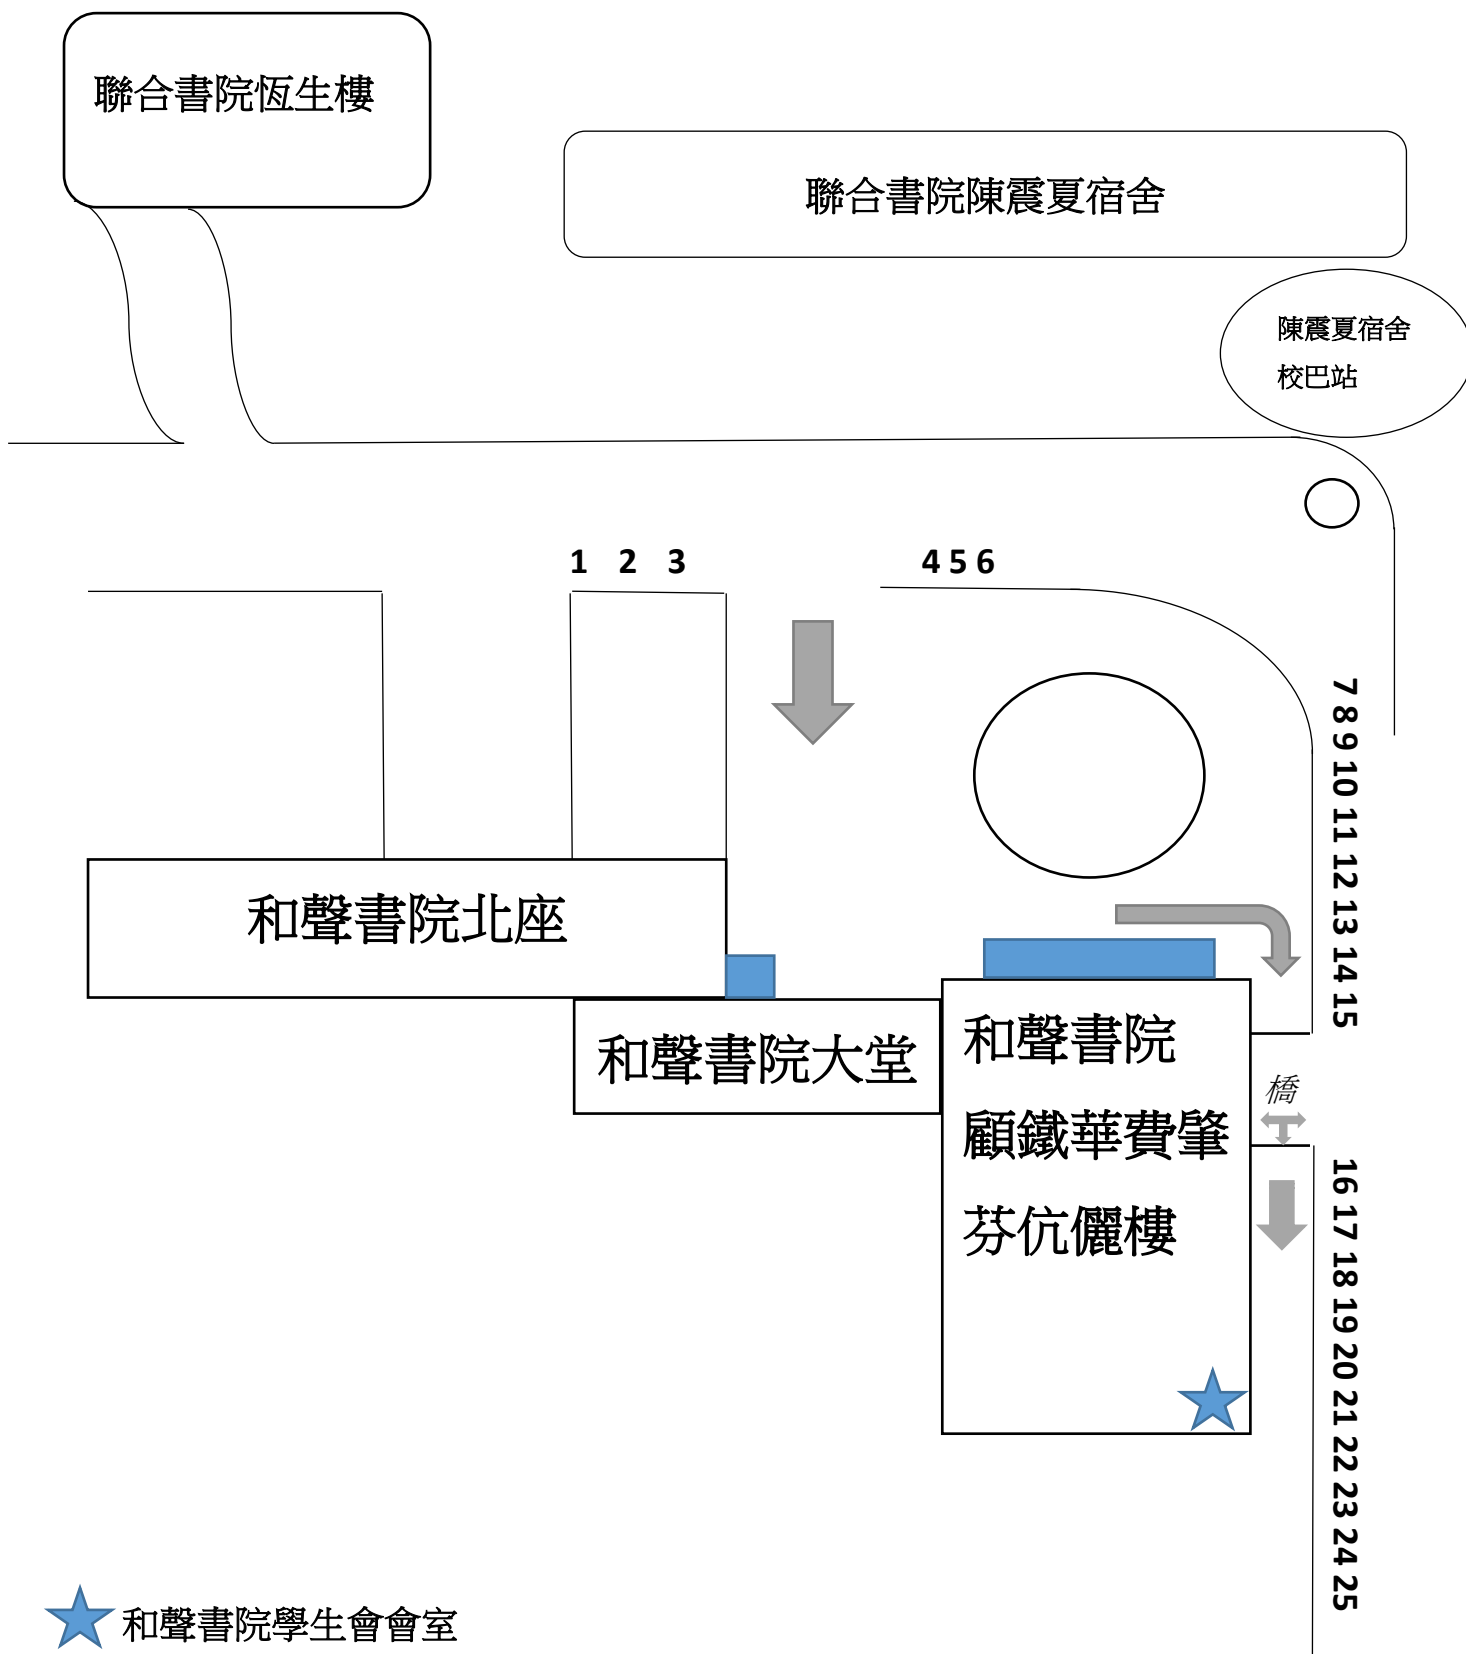 聯合書院恆生樓
聯合書院陳震夏宿舍
陳震夏宿舍
校巴站
1 2 3
4 5 6
7 8 9 10 11 12 13 14 15
和聲書院北座
和聲書院大堂
和聲書院
顧鐵華費肇
芬伉儷樓
橋
16 17 18 19 20 21 22 23 24 25
和聲書院學生會會室